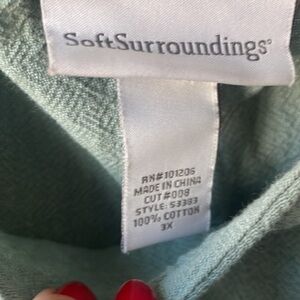 SoftSurroundings®
RN#101206
MADE IN CHINA
CUT#008
STYLE: 53383
100% COTTON
3X